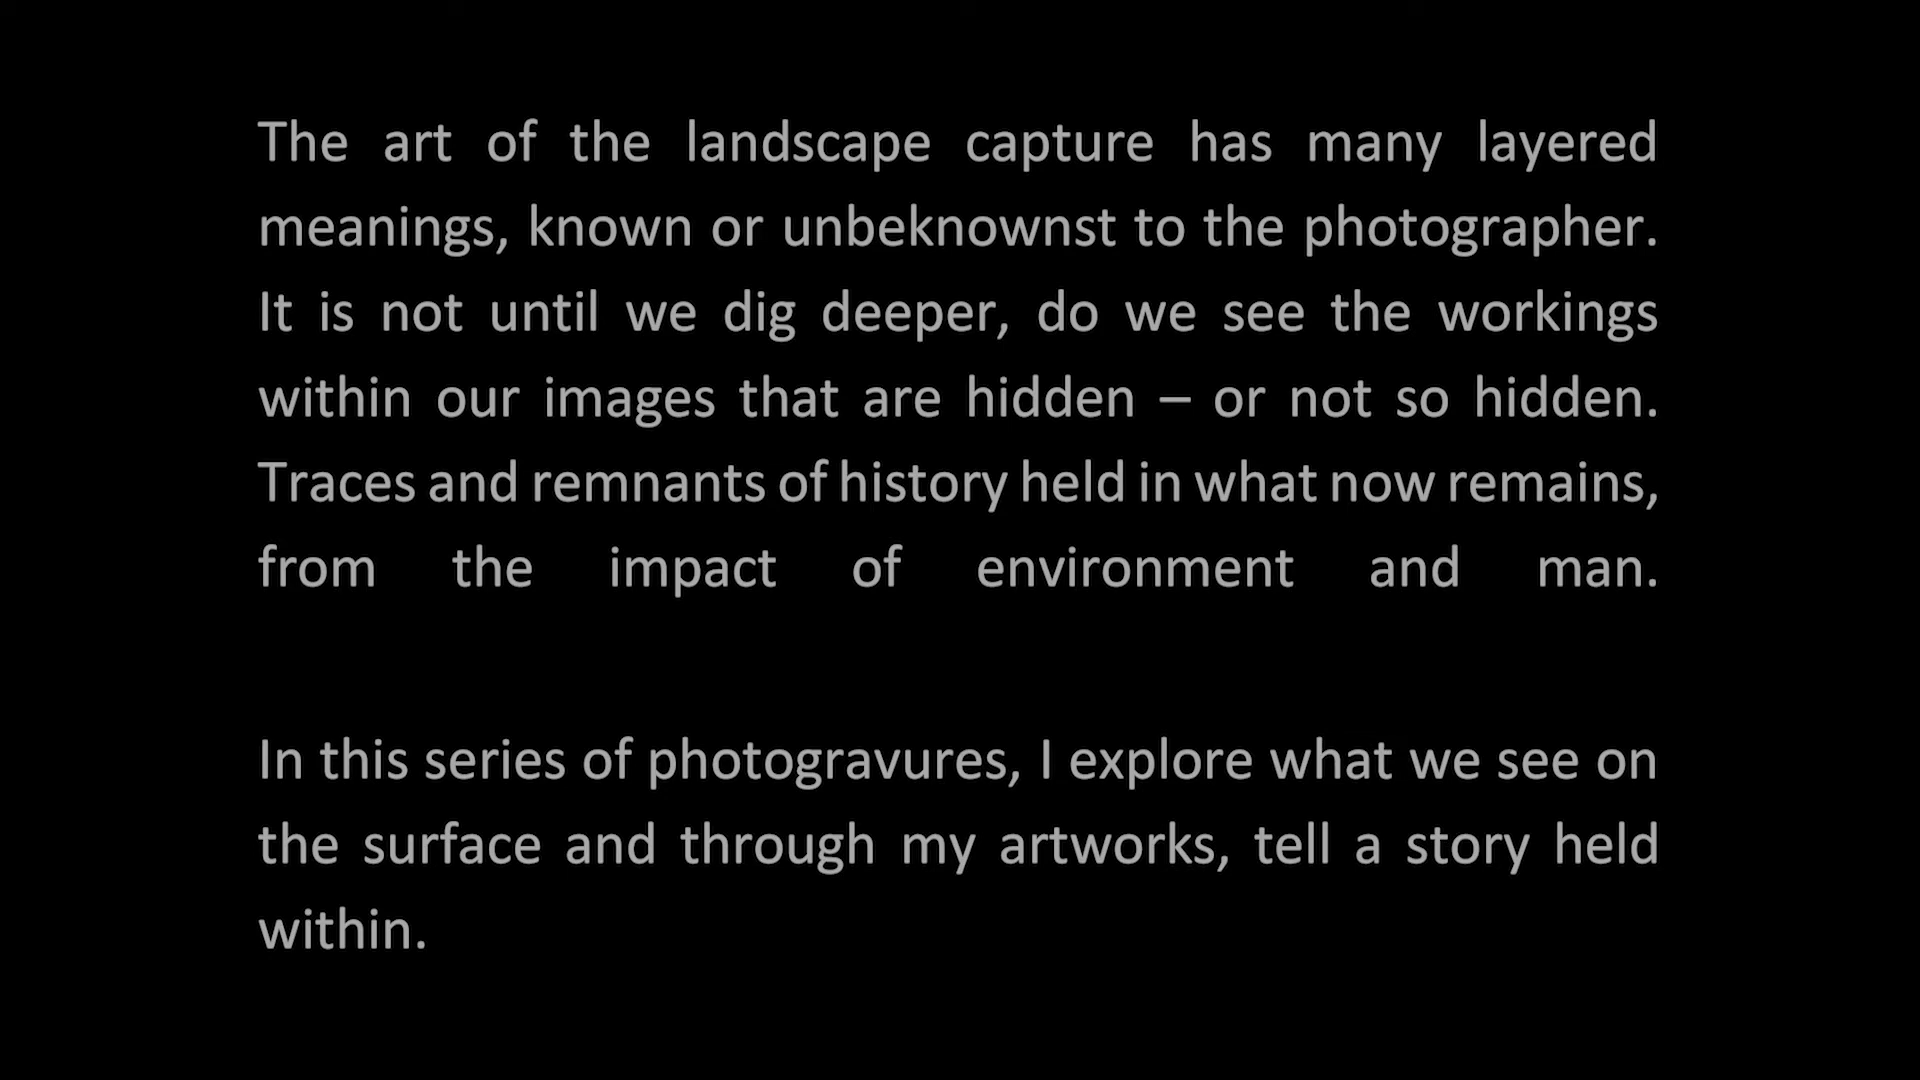 The art of the landscape capture has many layered
meanings, known or unbeknownst to the photographer.
It is not until we dig deeper, do we see the workings
within our images that are hidden – or not so hidden.
Traces and remnants of history held in what now remains,
from the impact of environment and man.
In this series of photogravures, I explore what we see on
the surface and through my artworks, tell a story held
within.